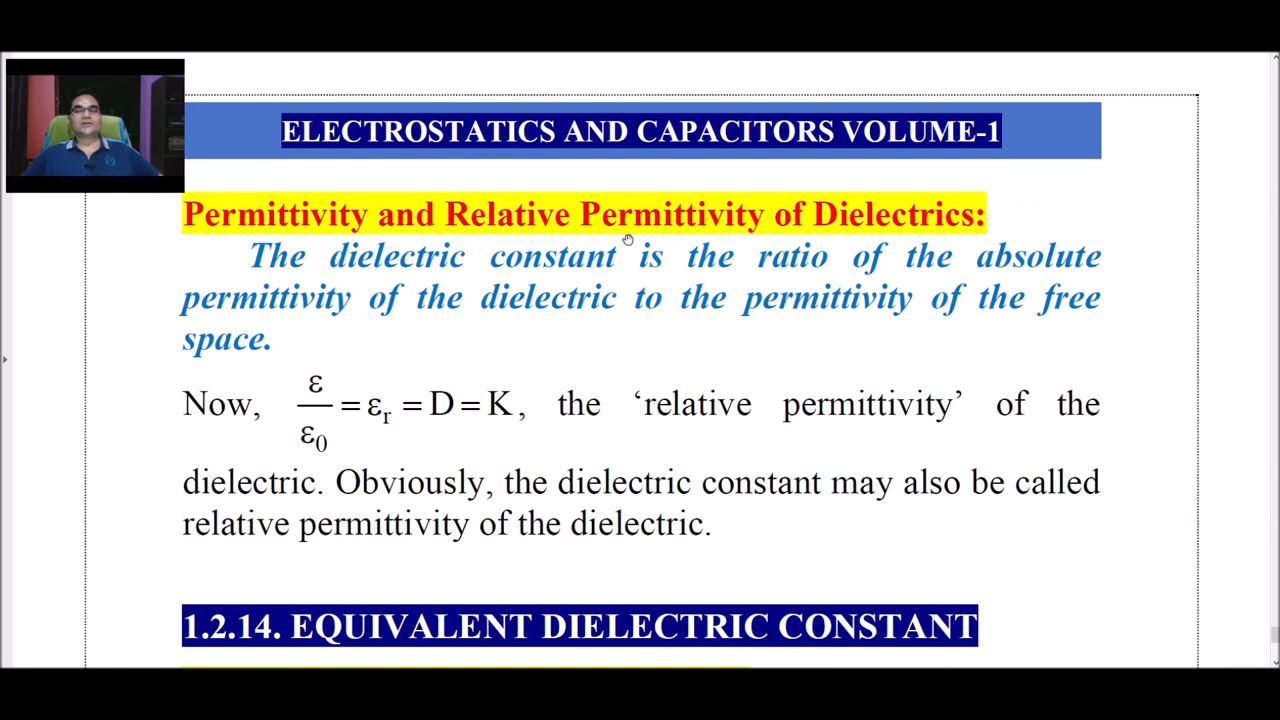 ELECTROSTATICS AND CAPACITORS VOLUME-1
Permittivity and Relative Permittivity of Dielectrics:
The dielectric constant is the ratio of the absolute
permittivity of the dielectric to the permittivity of the free
space.
Now, ε/ε₀ = εᵣ = D = K, the ‘relative permittivity’ of the
dielectric. Obviously, the dielectric constant may also be called
relative permittivity of the dielectric.
1.2.14. EQUIVALENT DIELECTRIC CONSTANT